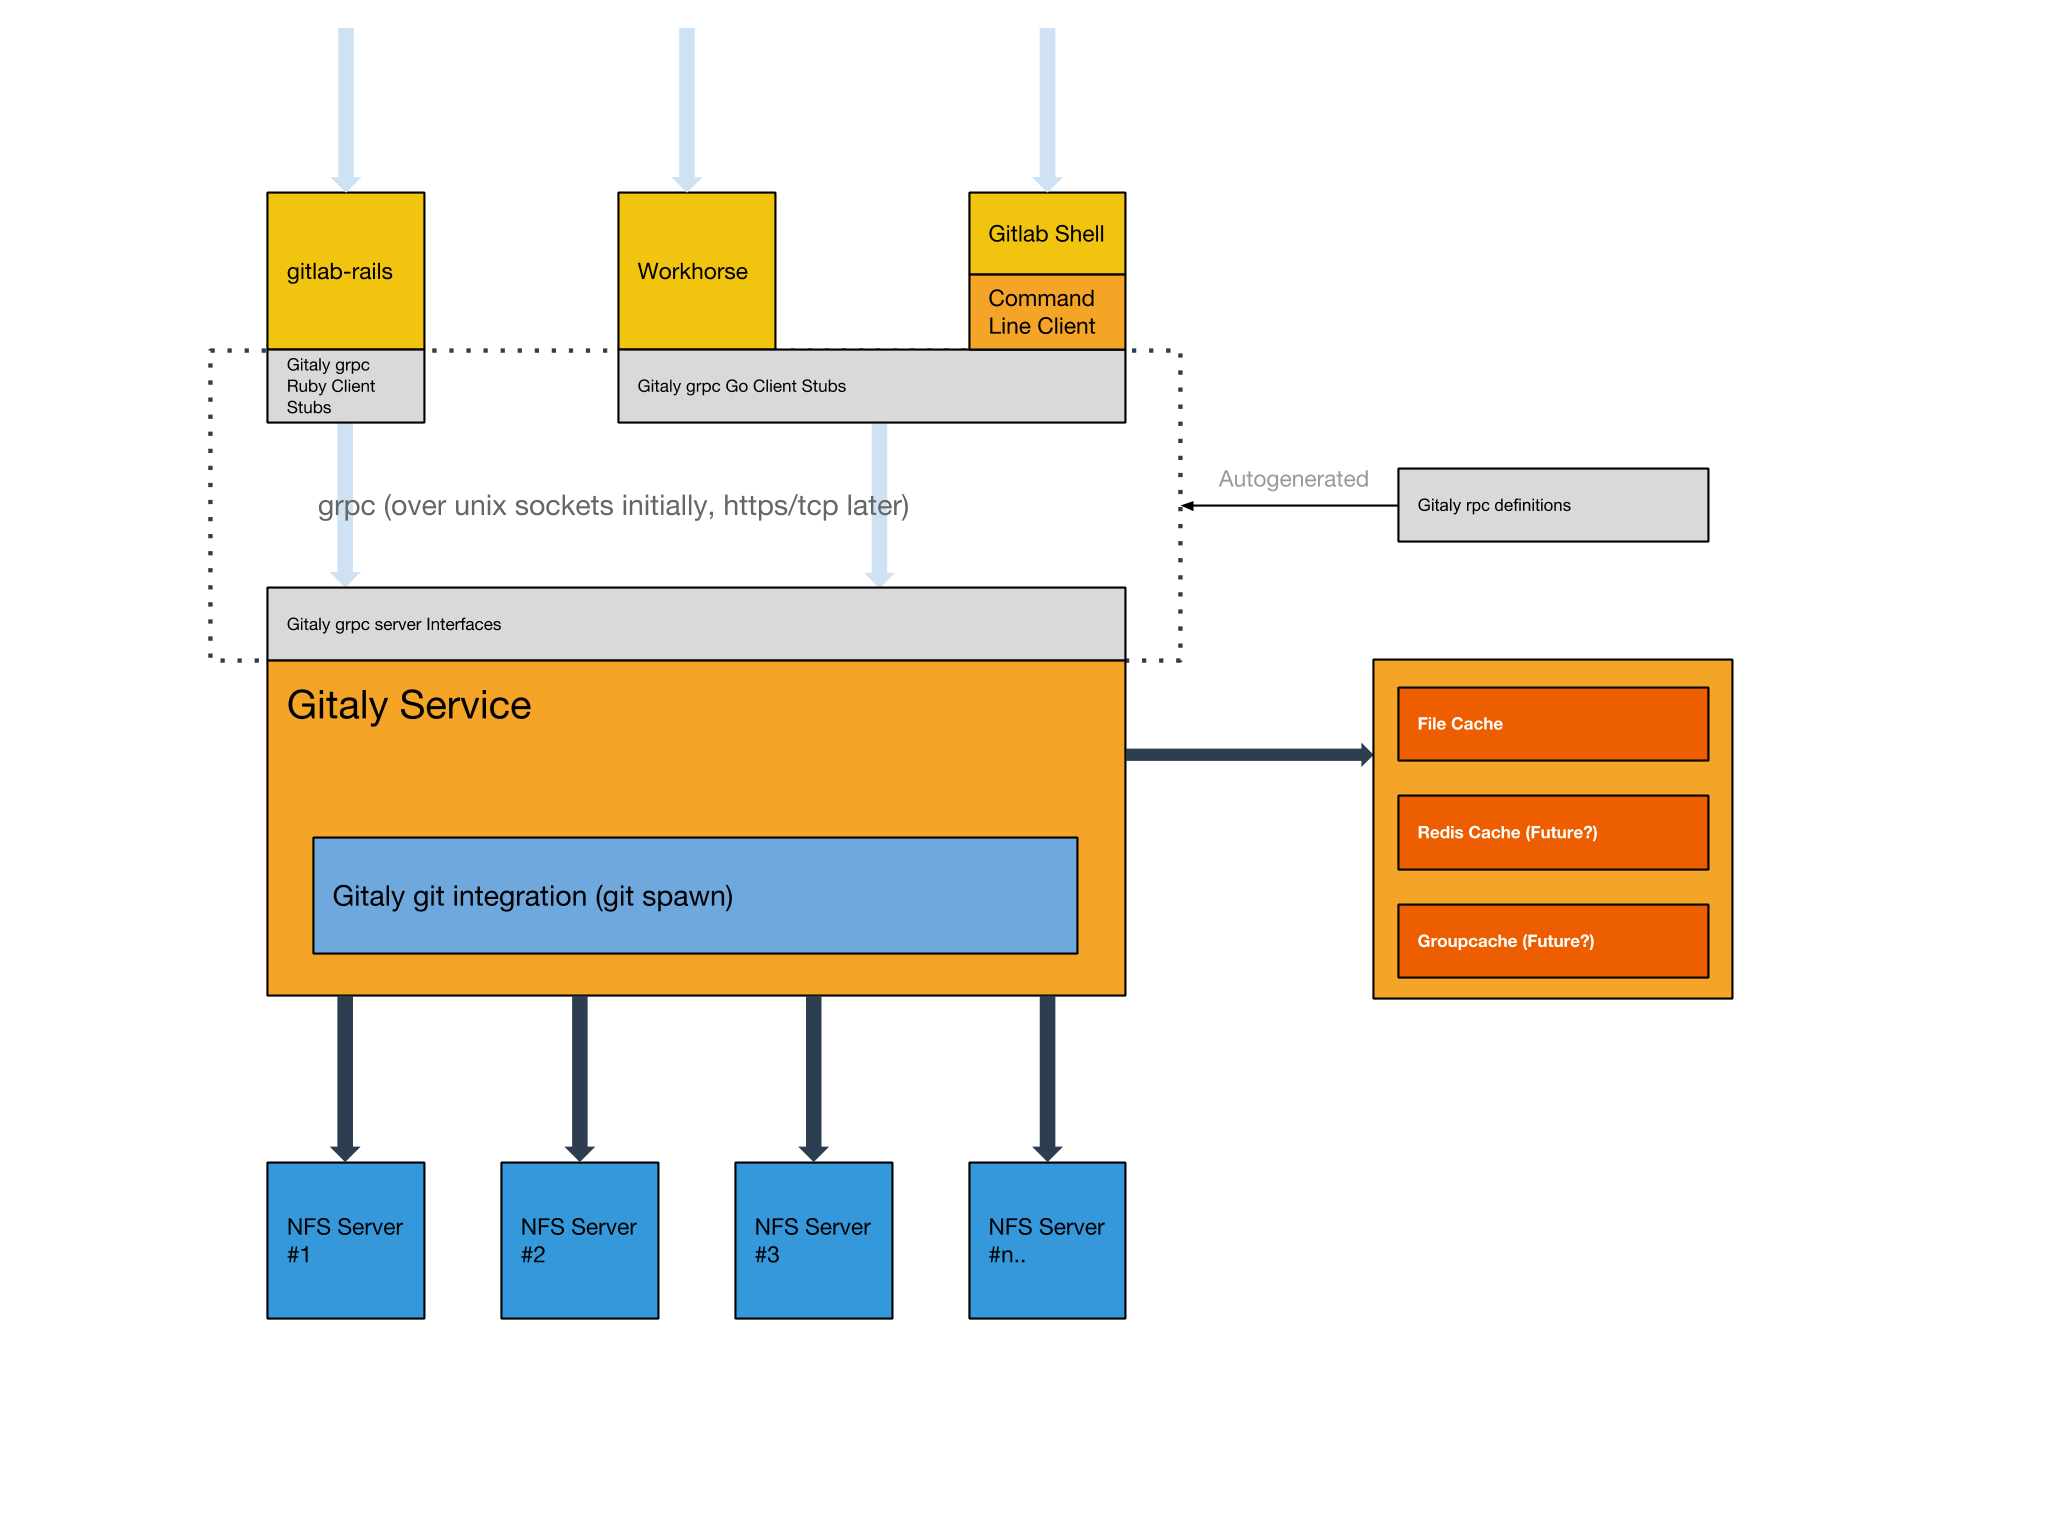 gitlab-rails
Workhorse
Gitlab Shell
Command
Line Client
Gitaly grpc
Ruby Client
Stubs
Gitaly grpc Go Client Stubs
grpc (over unix sockets initially, https/tcp later)
Autogenerated
Gitaly rpc definitions
Gitaly grpc server Interfaces
Gitaly Service
Gitaly git integration (git spawn)
File Cache
Redis Cache (Future?)
Groupcache (Future?)
NFS Server
#1
NFS Server
#2
NFS Server
#3
NFS Server
#n..